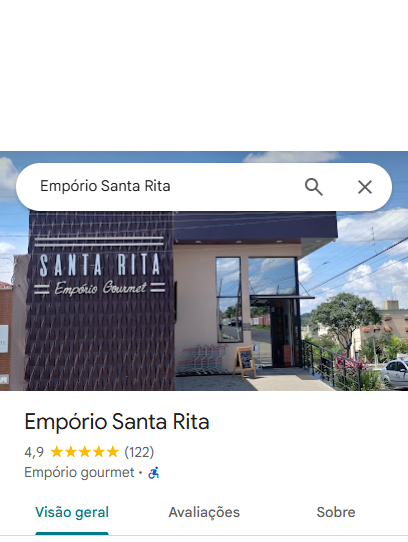 Empório Santa Rita
SANTA RITA
Empório Gourmet
Empório Santa Rita
4,9 (122)
Empório gourmet ·
Visão geral Avaliações Sobre